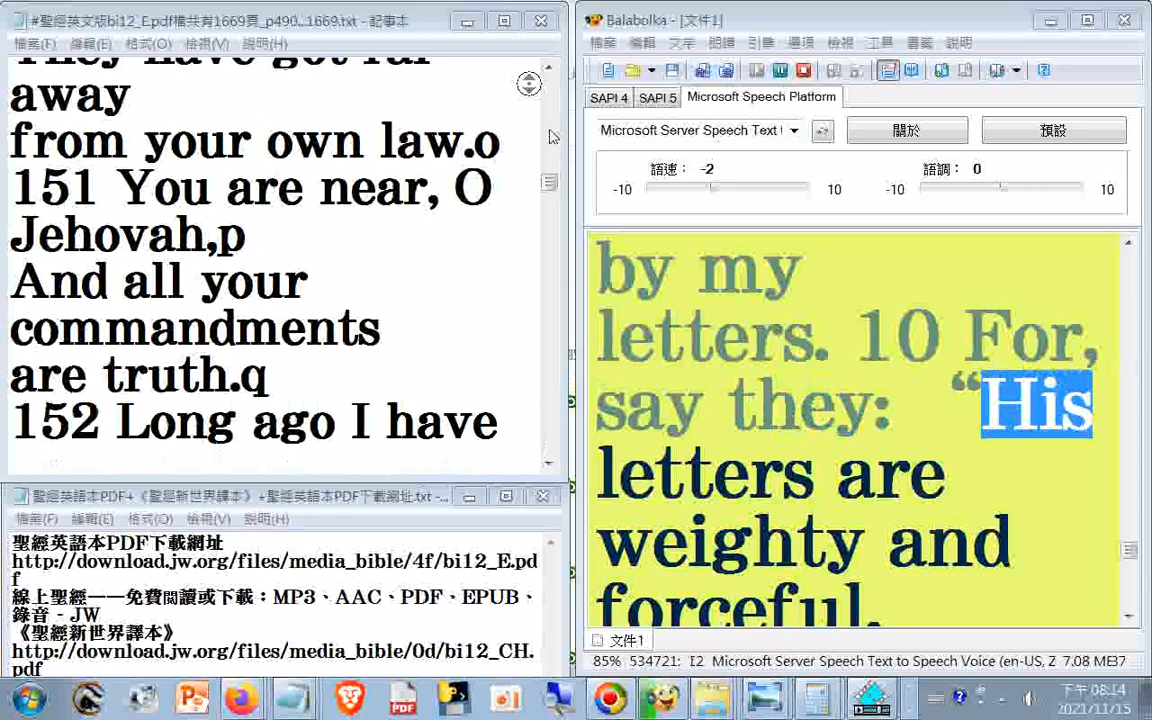 #聖經英文版bi12_E.pdf檔共有1669頁_p490...1669.txt - 記事本
檔案(F) 編輯(E) 格式(O) 檢視(V) 說明(H)
They have got far
away
from your own law.o
151 You are near, O
Jehovah,p
And all your
commandments
are truth.q
152 Long ago I have
聖經英語本PDF+《聖經新世界譯本》+聖經英語本PDF下載網址.txt -...
檔案(F) 編輯(E) 格式(O) 檢視(V) 說明(H)
聖經英語本PDF下載網址
http://download.jw.org/files/media_bible/4f/bi12_E.pd
f
線上聖經——免費閱讀或下載：MP3、AAC、PDF、EPUB、
錄音 - JW
《聖經新世界譯本》
http://download.jw.org/files/media_bible/0d/bi12_CH.
pdf
Balabolka - [文件1]
檔案 編輯 文字 朗讀 引擎 選項 檢視 工具 書籤 說明
SAPI 4 SAPI 5 Microsoft Speech Platform
Microsoft Server Speech Text
關於 預設
語速： -2 語調： 0
-10 10 -10 10
by my
letters. 10 For,
say they: “His
letters are
weighty and
forceful,
文件1
85% 534721: I2 Microsoft Server Speech Text to Speech Voice (en-US, Z 7.08 MB37
下午 08:14
2021/11/15